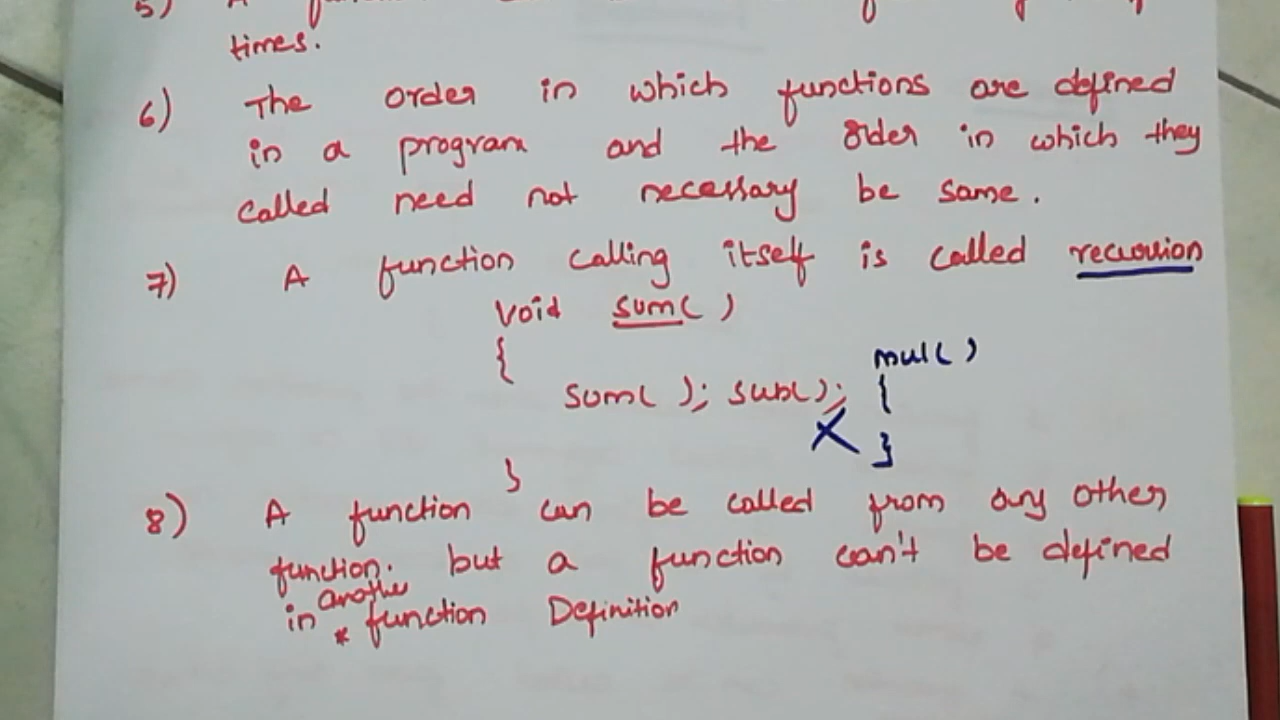 5) A
times.
6) The order in which functions are defined
in a program and the order in which they
called need not necessary be same.
7) A function calling itself is called recursion
void sum( )
{
mul( )
sum( ); sub( ); {
X }
}
8) A function can be called from any other
function. but a function can't be defined
another
in * function Definition